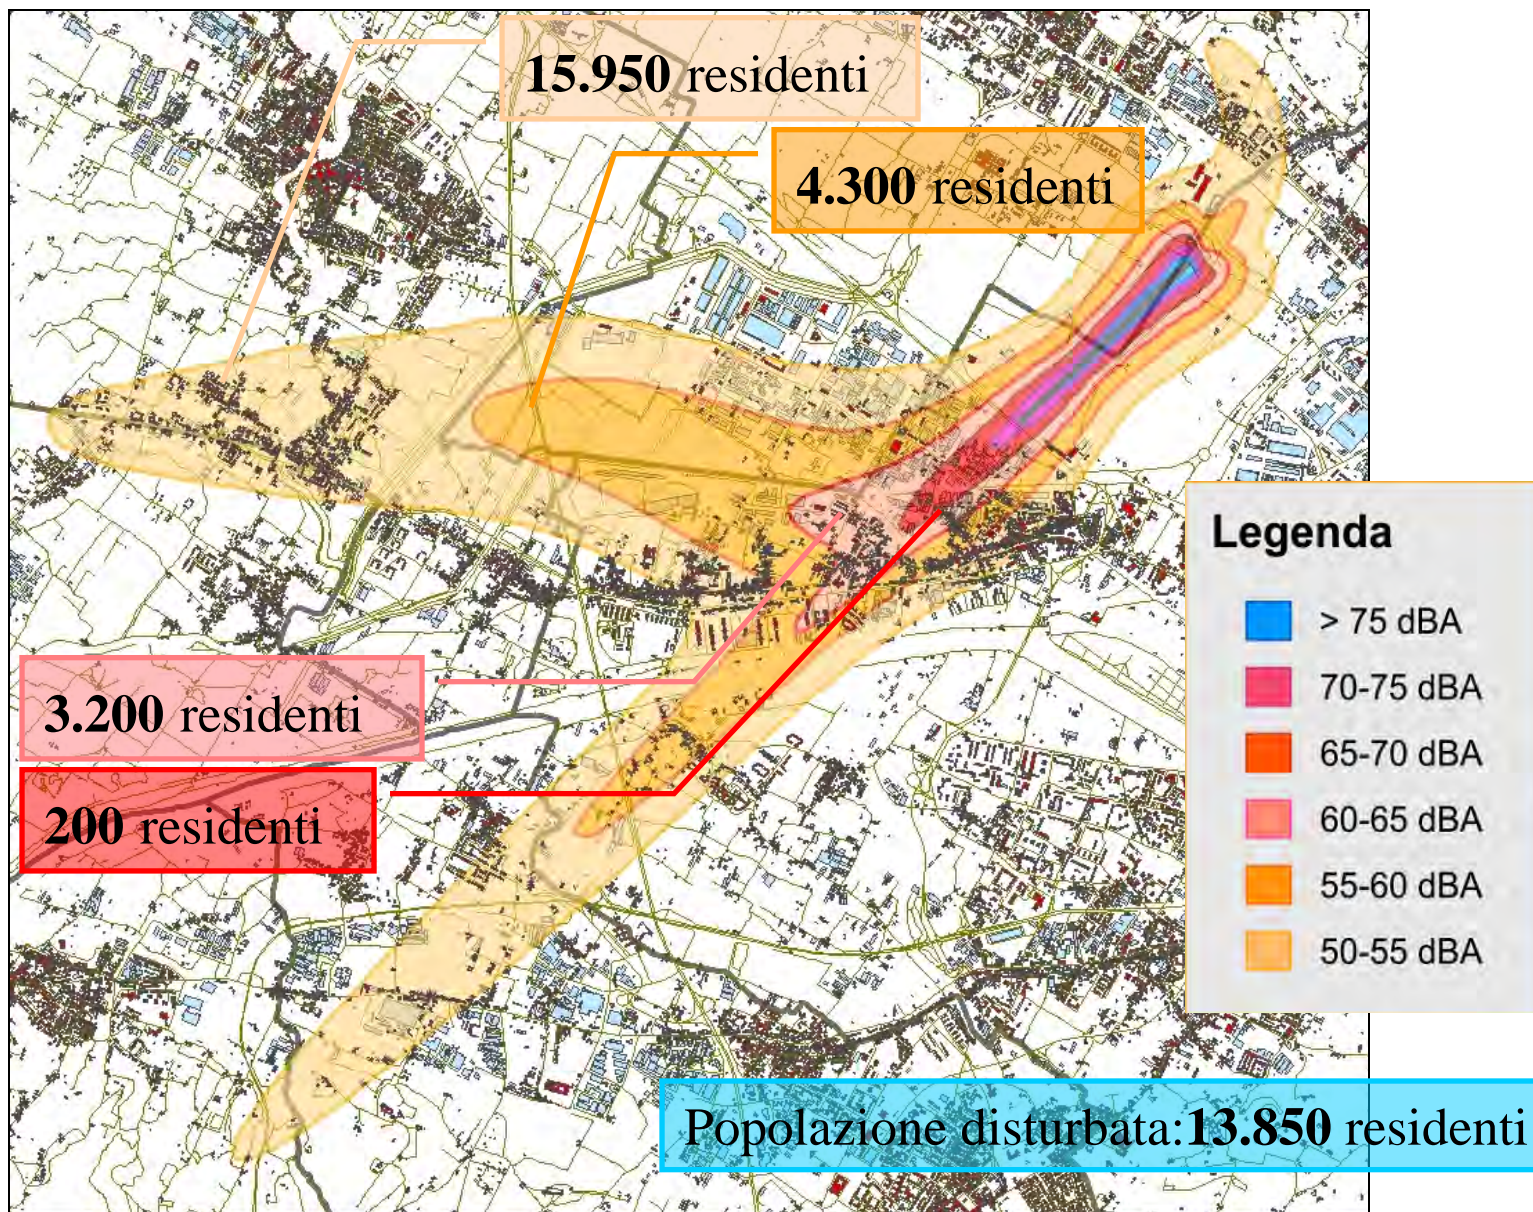 15.950 residenti
4.300 residenti
3.200 residenti
200 residenti
Legenda
> 75 dBA
70-75 dBA
65-70 dBA
60-65 dBA
55-60 dBA
50-55 dBA
Popolazione disturbata:13.850 residenti